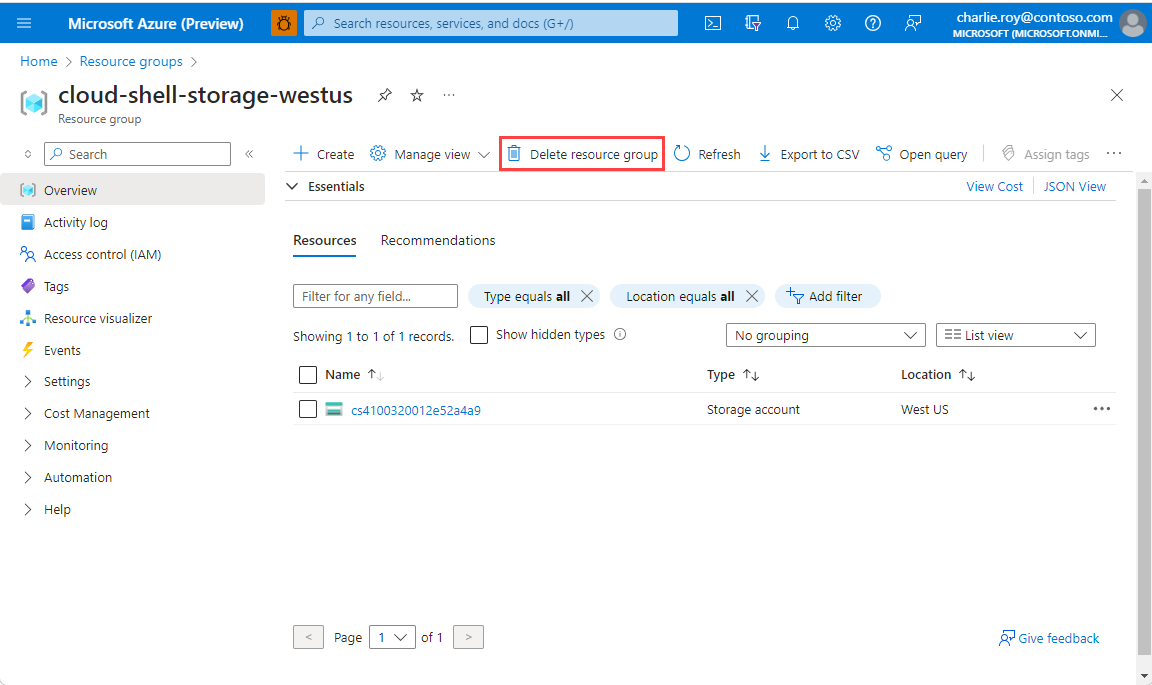 Microsoft Azure (Preview)
Search resources, services, and docs (G+/)
charlie.roy@contoso.com
MICROSOFT (MICROSOFT.ONMI...
Home > Resource groups >
cloud-shell-storage-westus
Resource group
Search
Create
Manage view
Delete resource group
Refresh
Export to CSV
Open query
Assign tags
Overview
Activity log
Access control (IAM)
Tags
Resource visualizer
Events
Settings
Cost Management
Monitoring
Automation
Help
Essentials
View Cost
JSON View
Resources
Recommendations
Filter for any field...
Type equals all
Location equals all
Add filter
Showing 1 to 1 of 1 records.
Show hidden types
No grouping
List view
Name
Type
Location
cs4100320012e52a4a9
Storage account
West US
< Page 1 of 1 >
Give feedback